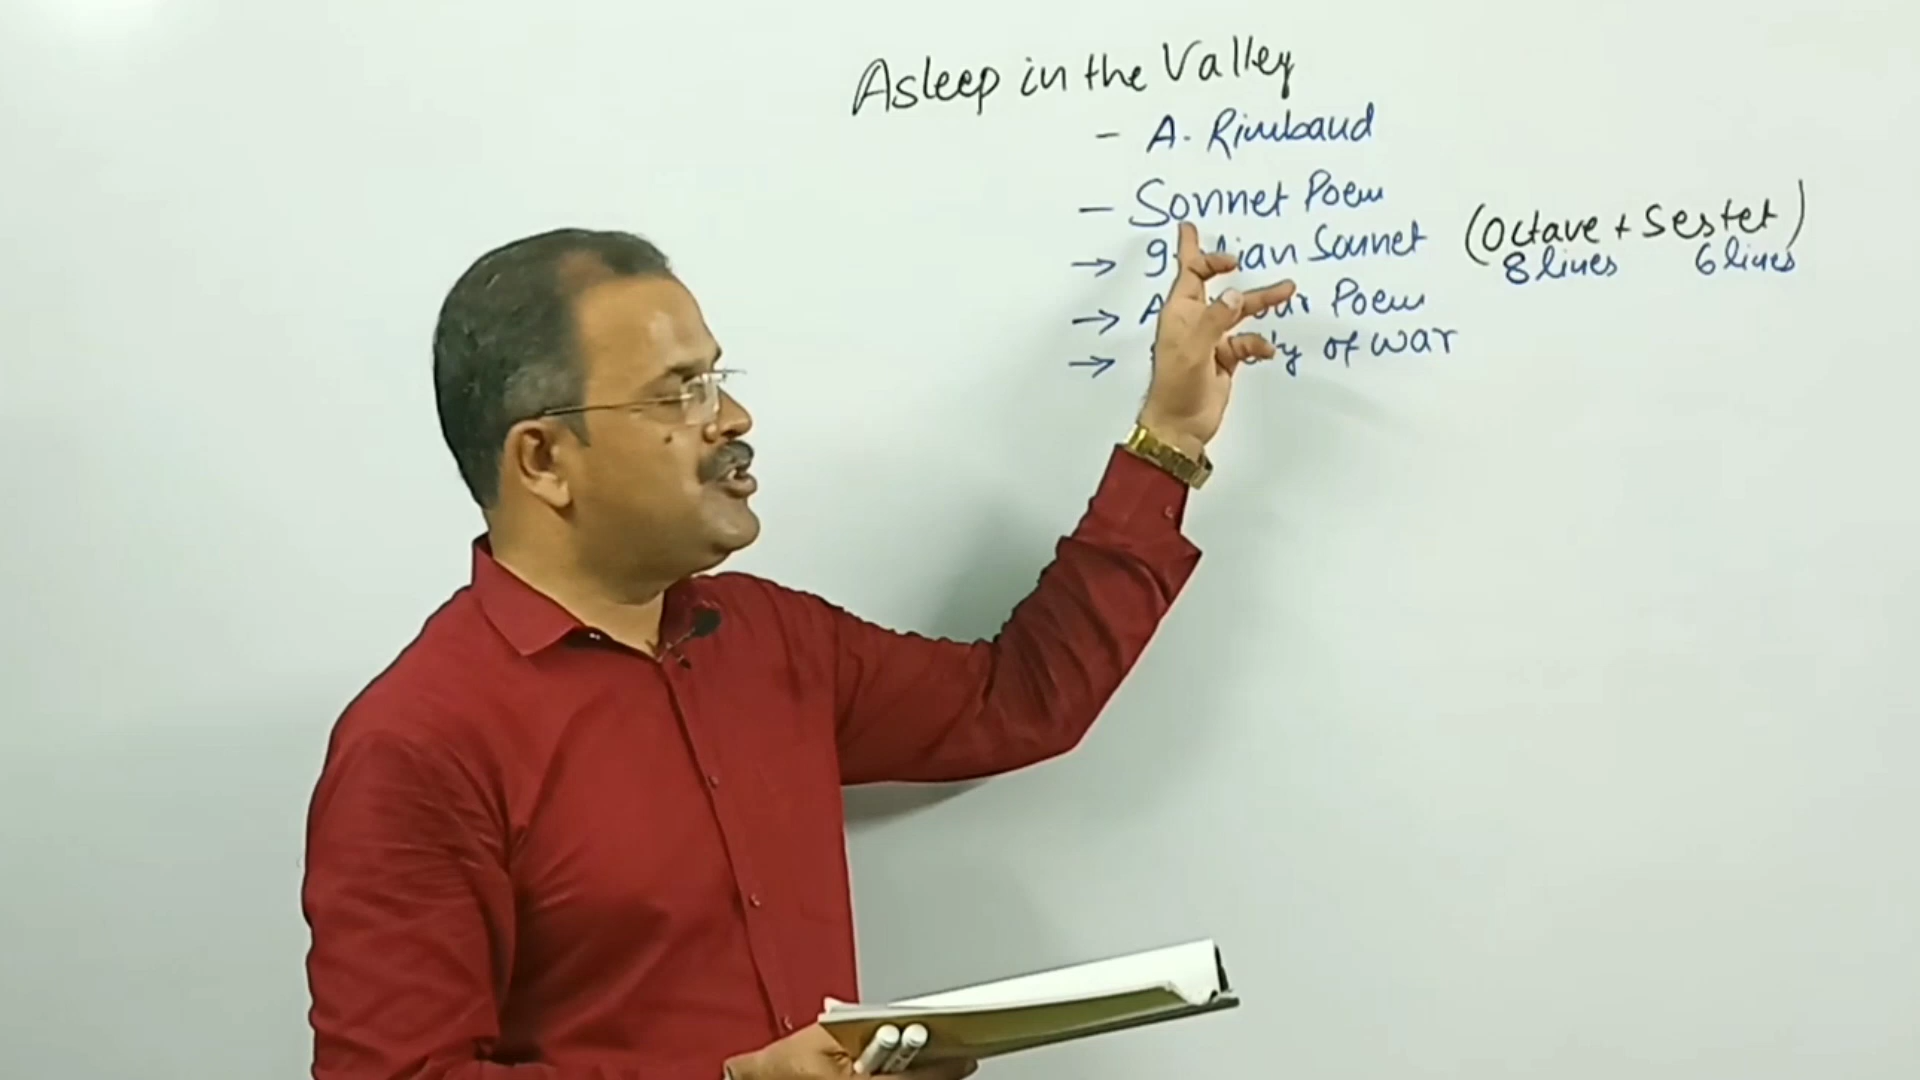 Asleep in the Valley
- A. Rimbaud
- Sonnet Poem
→ Sonnet (Octave + Sestet)
8 lines 6 lines
→ Poem
→ of war